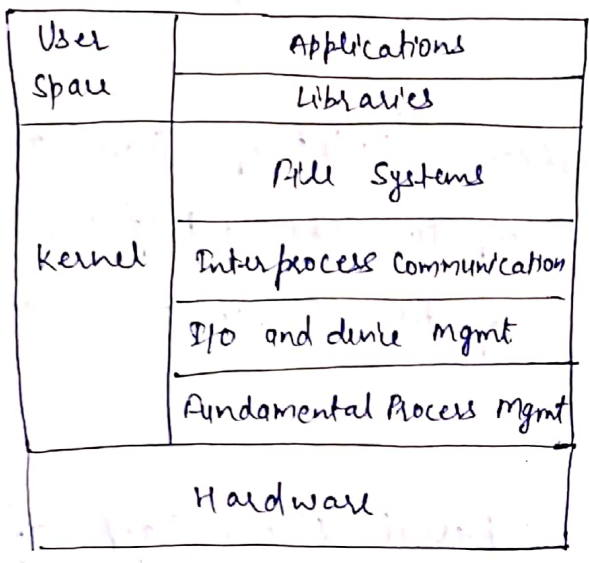 User
Space
Applications
Libraries
File Systems
Kernel
Interprocess Communication
I/O and device Mgmt
Fundamental Process Mgmt
Hardware